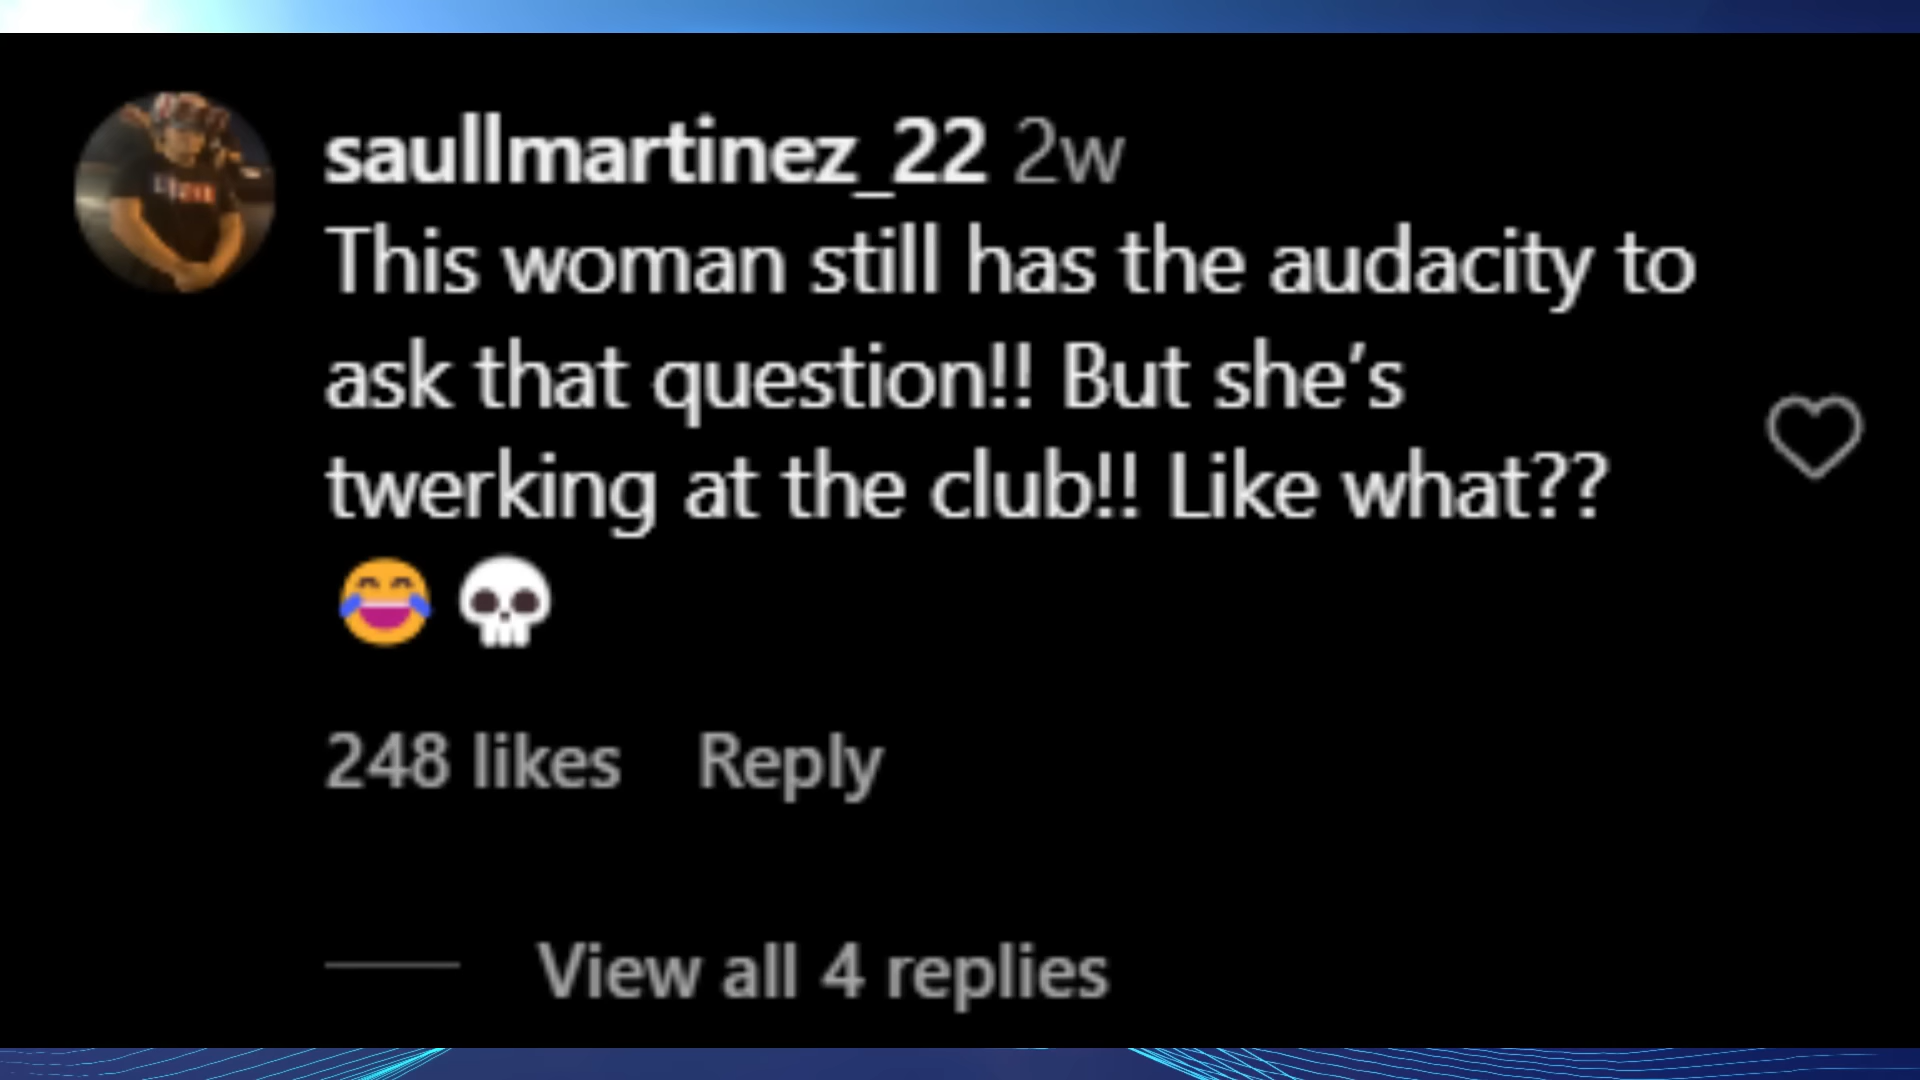 saullmartinez_22 2w
This woman still has the audacity to
ask that question!! But she’s
twerking at the club!! Like what??
😂💀
248 likes Reply
View all 4 replies